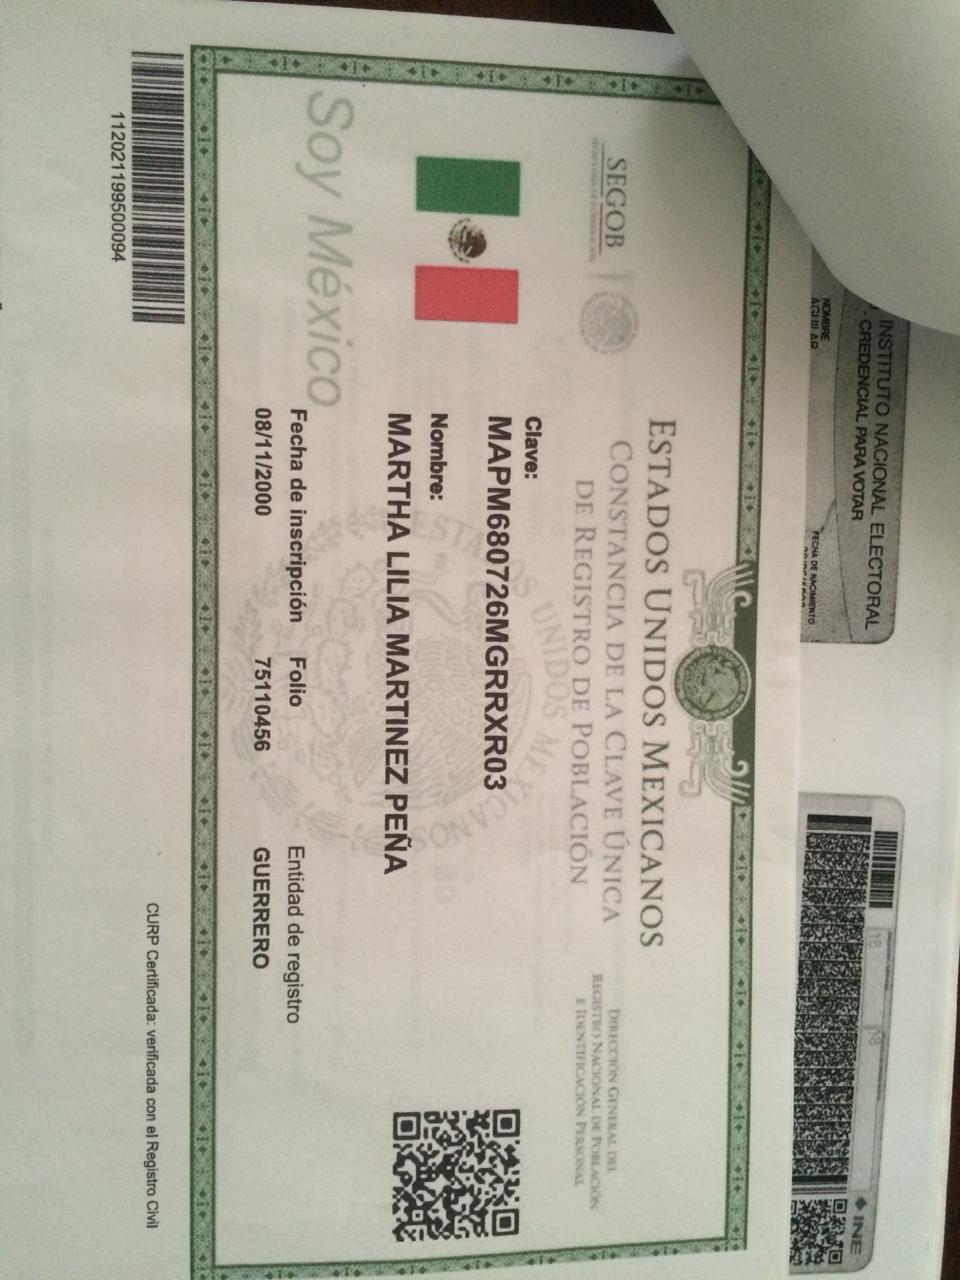 INSTITUTO NACIONAL ELECTORAL
CREDENCIAL PARA VOTAR
NOMBRE
AGUILAR
FECHA DE NACIMIENTO
18
18
INE
ESTADOS UNIDOS MEXICANOS
CONSTANCIA DE LA CLAVE ÚNICA
DE REGISTRO DE POBLACIÓN
SEGOB
SECRETARÍA DE GOBERNACIÓN
DIRECCIÓN GENERAL DEL
REGISTRO NACIONAL DE POBLACIÓN
E IDENTIFICACIÓN PERSONAL
ESTADOS UNIDOS MEXICANOS
Clave:
MAPM680726MGRRXR03
Nombre:
MARTHA LILIA MARTINEZ PEÑA
Soy México
Fecha de inscripción Folio Entidad de registro
08/11/2000 75110456 GUERRERO
112021199500094
CURP Certificada: verificada con el Registro Civil